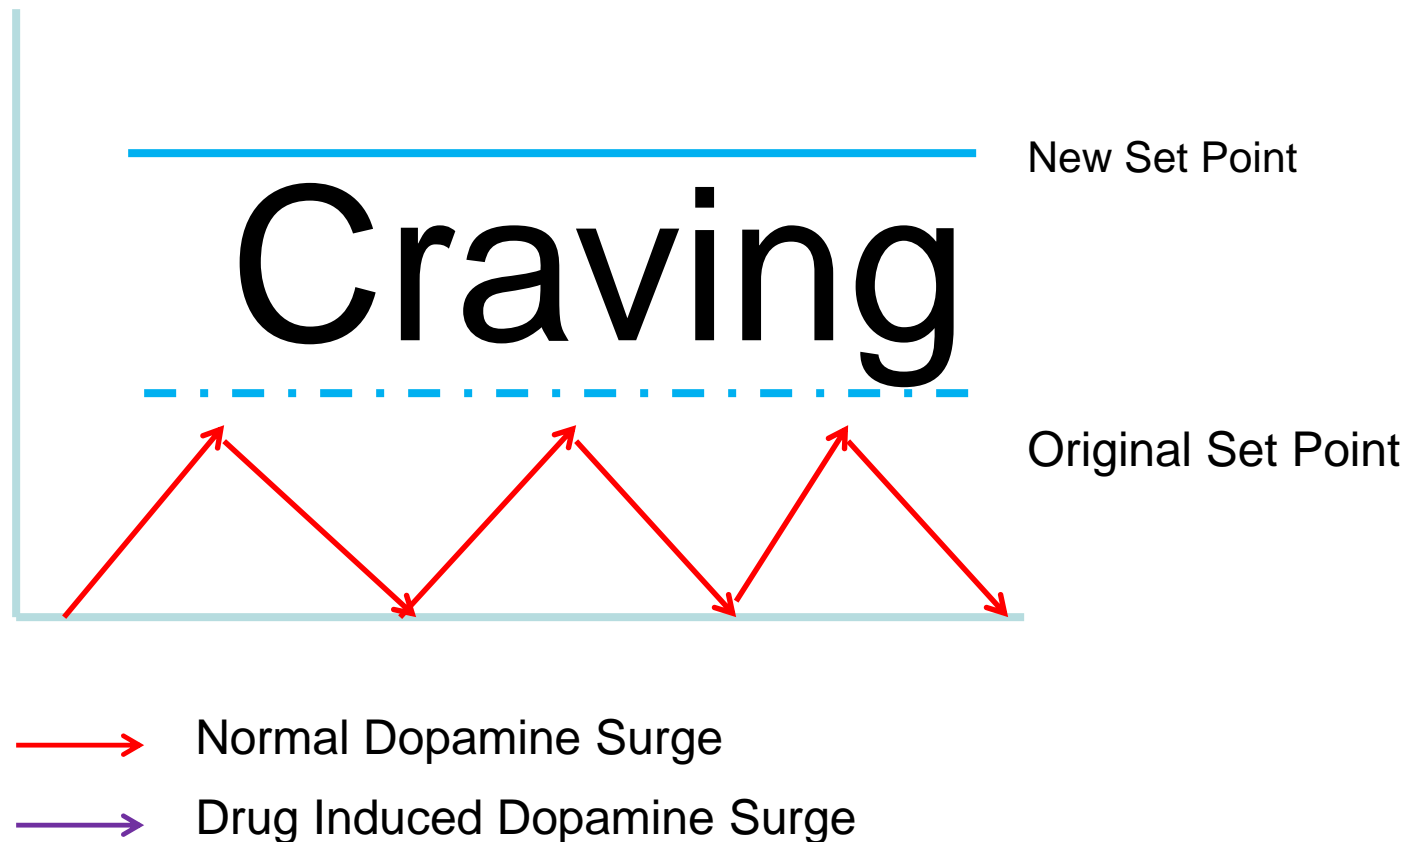 New Set Point
Craving
Original Set Point
Normal Dopamine Surge
Drug Induced Dopamine Surge